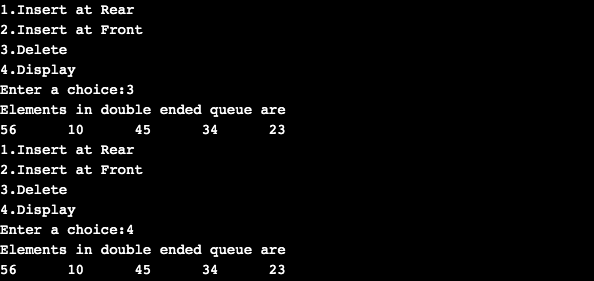 1.Insert at Rear
2.Insert at Front
3.Delete
4.Display
Enter a choice:3
Elements in double ended queue are
56      10      45      34      23
1.Insert at Rear
2.Insert at Front
3.Delete
4.Display
Enter a choice:4
Elements in double ended queue are
56      10      45      34      23